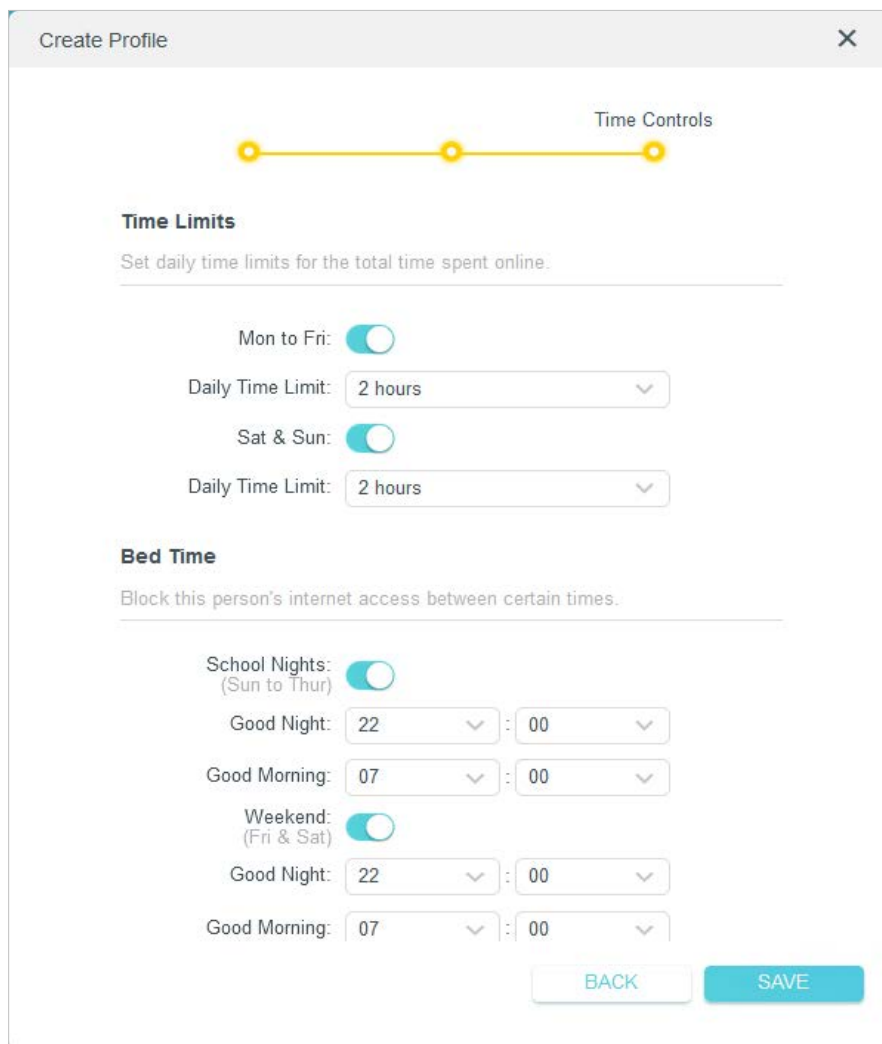 Create Profile
Time Controls
Time Limits
Set daily time limits for the total time spent online.
Mon to Fri:
Daily Time Limit: 2 hours
Sat & Sun:
Daily Time Limit: 2 hours
Bed Time
Block this person's internet access between certain times.
School Nights:
(Sun to Thur)
Good Night: 22 : 00
Good Morning: 07 : 00
Weekend:
(Fri & Sat)
Good Night: 22 : 00
Good Morning: 07 : 00
BACK SAVE